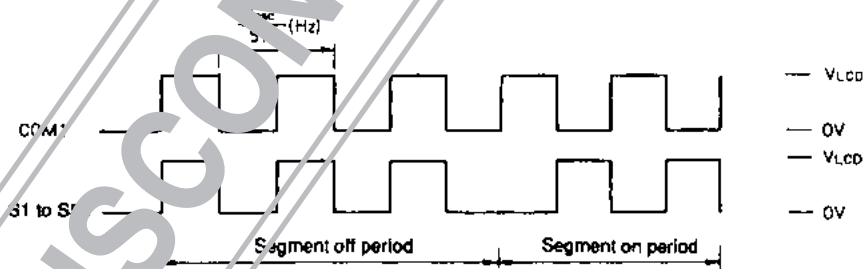 (Hz)
VLCD
COM1
0V
VLCD
S1 to
0V
Segment off period
Segment on period